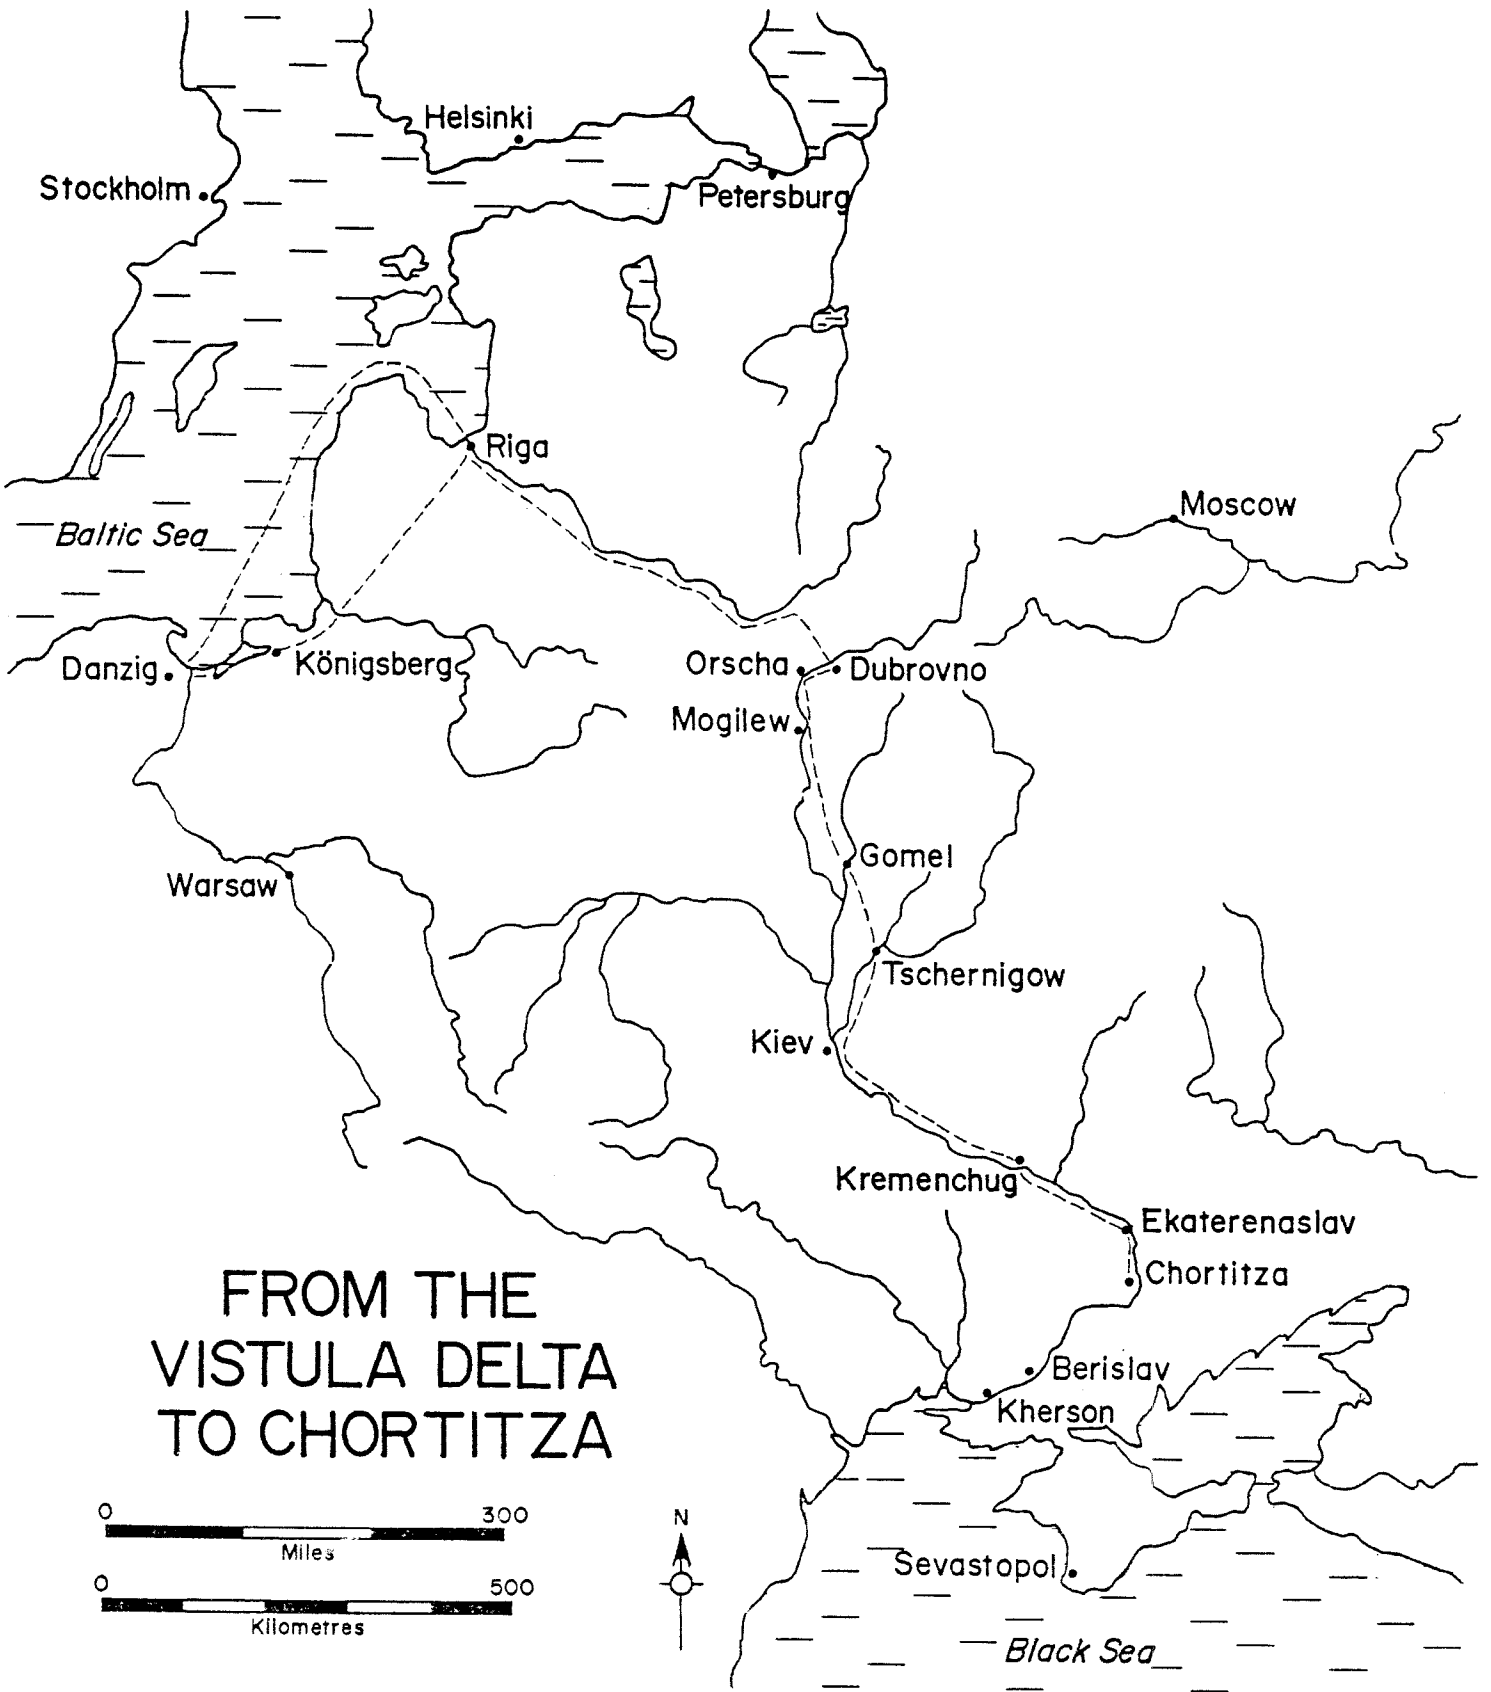 Helsinki
Stockholm
Petersburg
Riga
Moscow
Baltic Sea
Danzig
Königsberg
Orscha
Dubrovno
Mogilew
Gomel
Warsaw
Tschernigow
Kiev
Kremenchug
Ekaterenaslav
Chortitza
FROM THE
VISTULA DELTA
TO CHORTITZA
Berislav
Kherson
0 300
Miles
N
0 500
Kilometres
Sevastopol
Black Sea